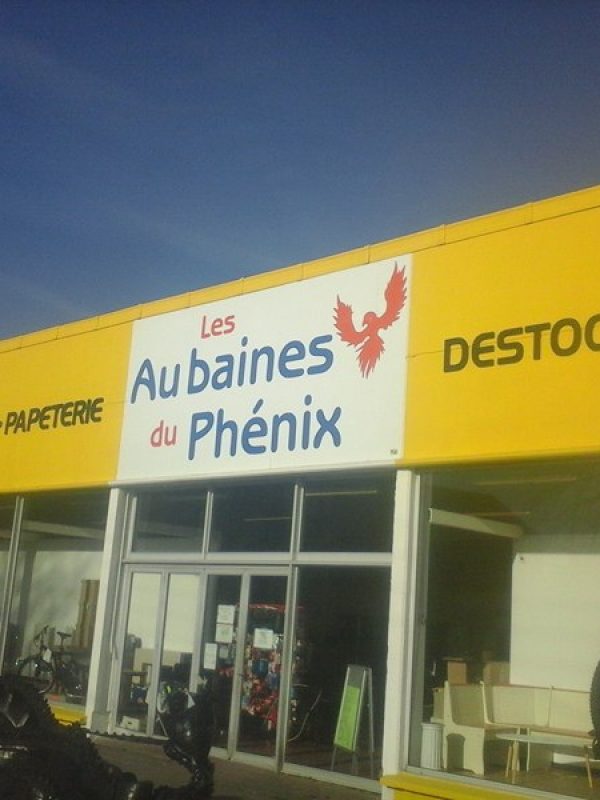 Les
Aubaines
du Phénix
PAPETERIE
DESTOC